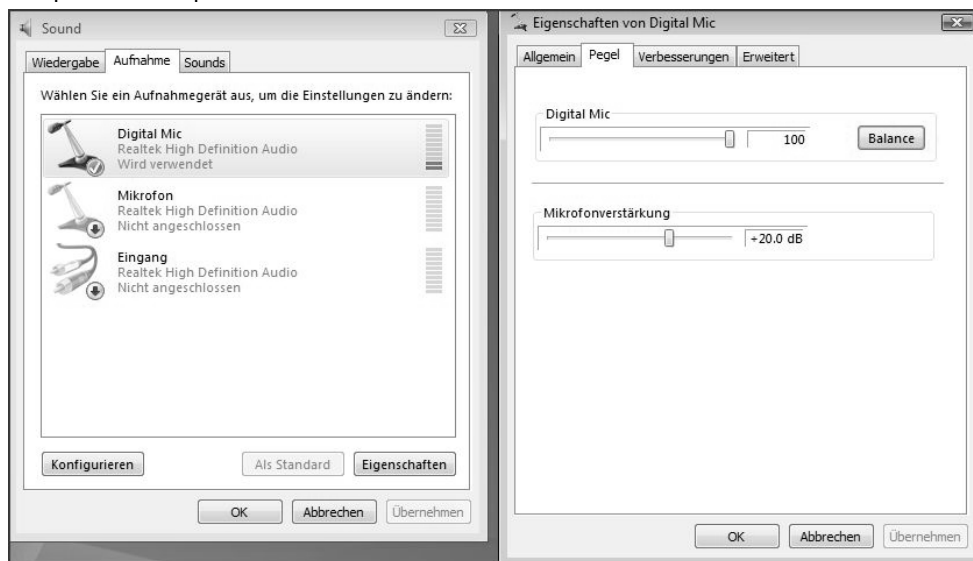 Sound
Wiedergabe Aufnahme Sounds
Wählen Sie ein Aufnahmegerät aus, um die Einstellungen zu ändern:
Digital Mic
Realtek High Definition Audio
Wird verwendet
Mikrofon
Realtek High Definition Audio
Nicht angeschlossen
Eingang
Realtek High Definition Audio
Nicht angeschlossen
Konfigurieren Als Standard Eigenschaften
OK Abbrechen Übernehmen
Eigenschaften von Digital Mic
Allgemein Pegel Verbesserungen Erweitert
Digital Mic
100 Balance
Mikrofonverstärkung
+20.0 dB
OK Abbrechen Übernehmen